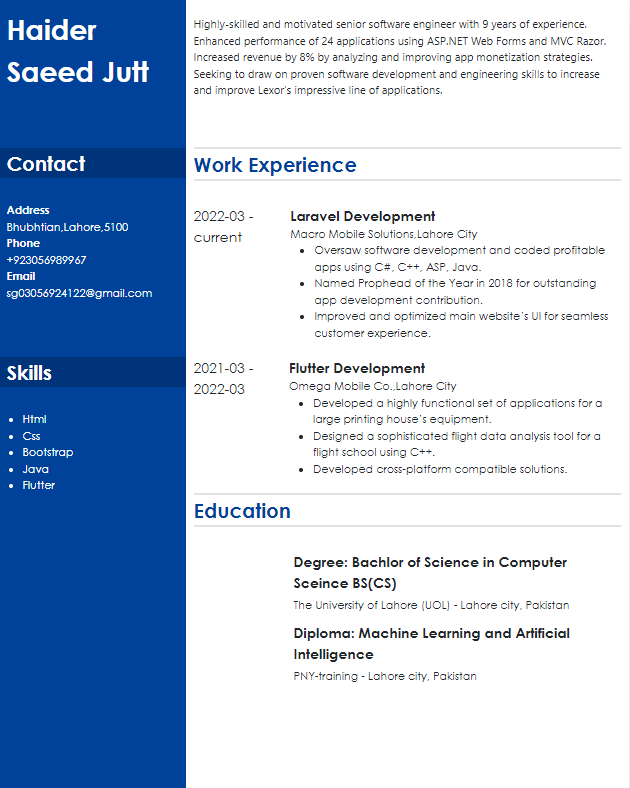 Haider
Saeed Jutt
Contact
Address
Bhubhtian,Lahore,5100
Phone
+923056989967
Email
sg03056924122@gmail.com
Skills
Html
Css
Bootstrap
Java
Flutter
Highly-skilled and motivated senior software engineer with 9 years of experience.
Enhanced performance of 24 applications using ASP.NET Web Forms and MVC Razor.
Increased revenue by 8% by analyzing and improving app monetization strategies.
Seeking to draw on proven software development and engineering skills to increase
and improve Lexor's impressive line of applications.
Work Experience
2022-03 -
current
Laravel Development
Macro Mobile Solutions,Lahore City
Oversaw software development and coded profitable
apps using C#, C++, ASP, Java.
Named Prophead of the Year in 2018 for outstanding
app development contribution.
Improved and optimized main website's UI for seamless
customer experience.
2021-03 -
2022-03
Flutter Development
Omega Mobile Co.,Lahore City
Developed a highly functional set of applications for a
large printing house's equipment.
Designed a sophisticated flight data analysis tool for a
flight school using C++.
Developed cross-platform compatible solutions.
Education
Degree: Bachlor of Science in Computer
Sceince BS(CS)
The University of Lahore (UOL) - Lahore city, Pakistan
Diploma: Machine Learning and Artificial
Intelligence
PNY-training - Lahore city, Pakistan